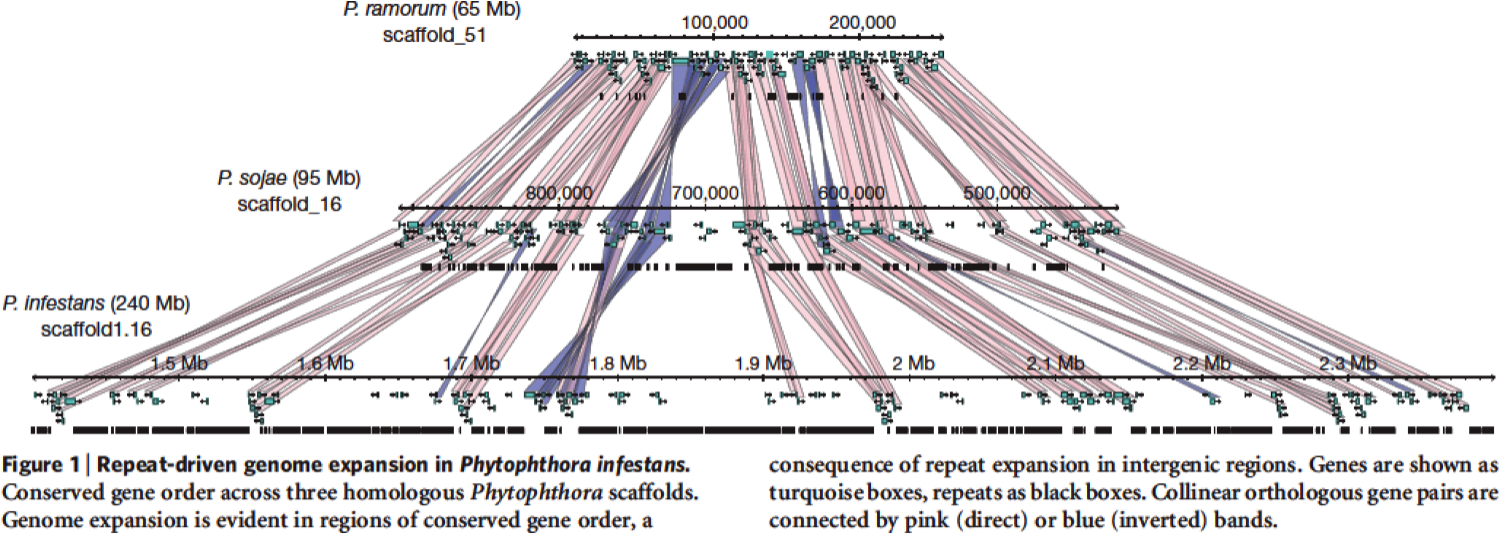 P. ramorum (65 Mb)
scaffold_51
100,000
200,000
P. sojae (95 Mb)
scaffold_16
800,000
700,000
600,000
500,000
P. infestans (240 Mb)
scaffold1.16
1.5 Mb
1.6 Mb
1.7 Mb
1.8 Mb
1.9 Mb
2 Mb
2.1 Mb
2.2 Mb
2.3 Mb
Figure 1 | Repeat-driven genome expansion in Phytophthora infestans.
Conserved gene order across three homologous Phytophthora scaffolds.
Genome expansion is evident in regions of conserved gene order, a
consequence of repeat expansion in intergenic regions. Genes are shown as
turquoise boxes, repeats as black boxes. Collinear orthologous gene pairs are
connected by pink (direct) or blue (inverted) bands.